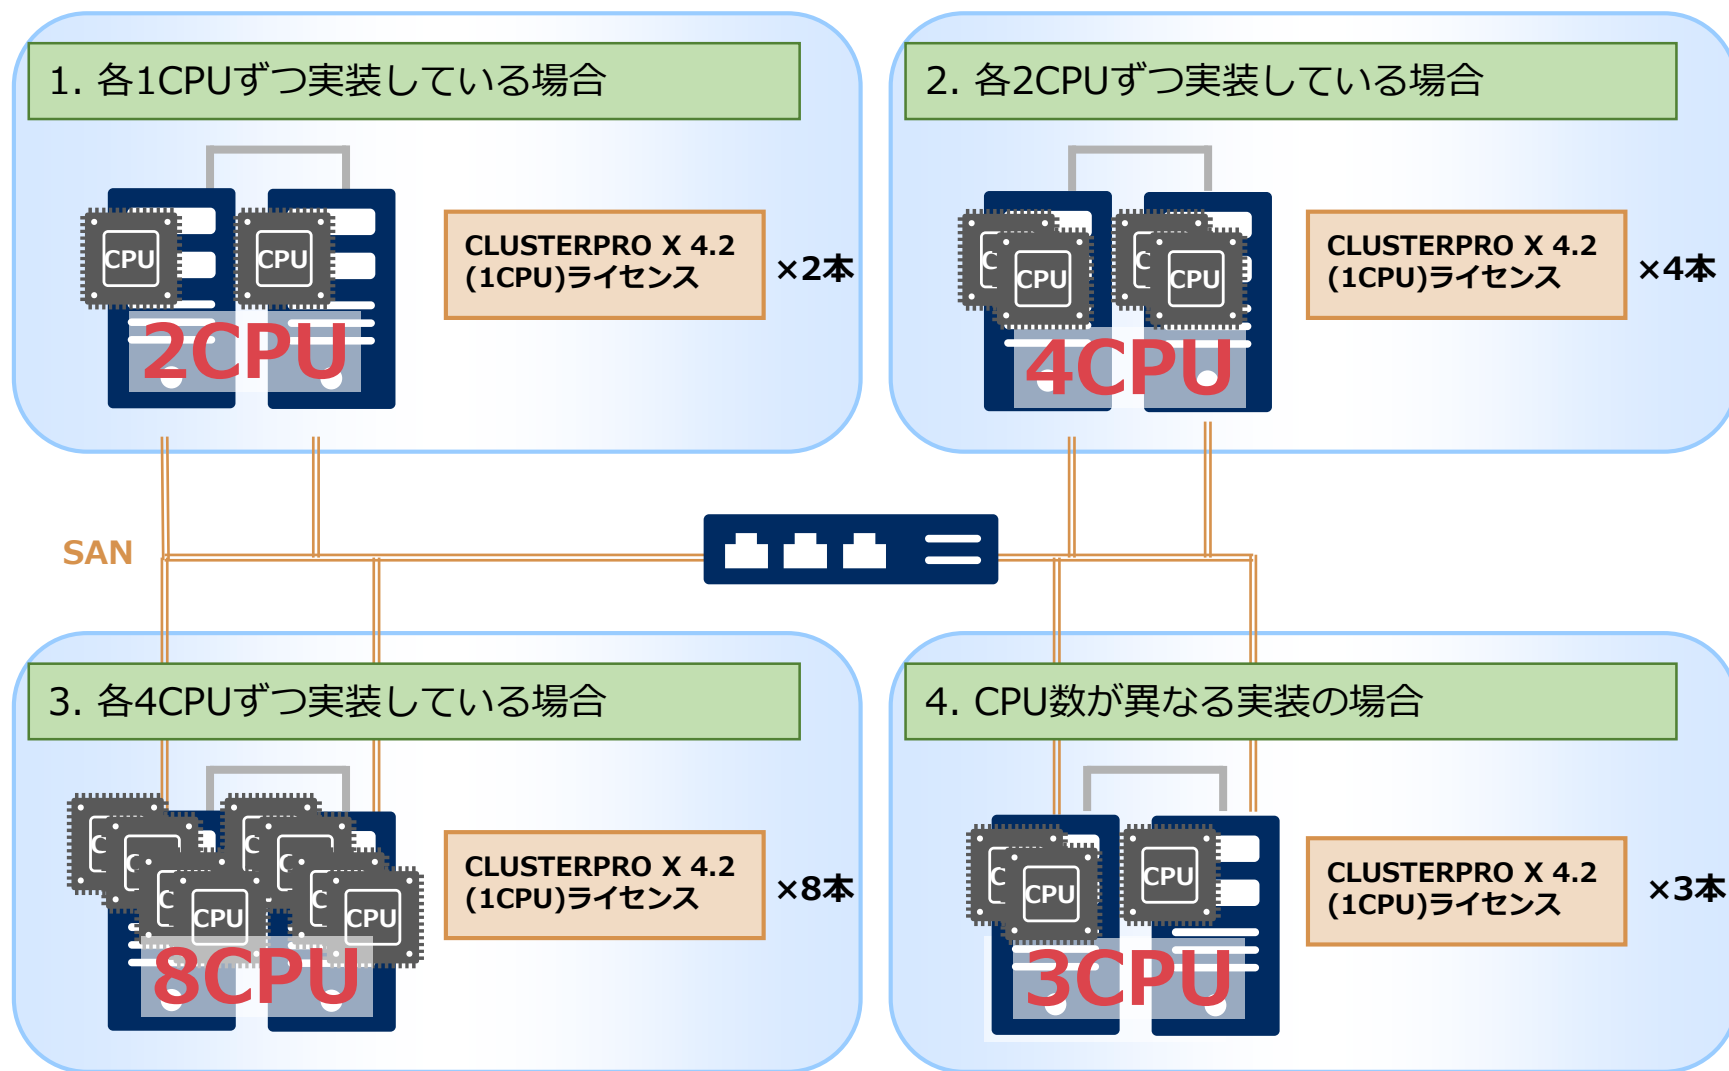 1. 各1CPUずつ実装している場合
CPU
CPU
2CPU
CLUSTERPRO X 4.2
(1CPU)ライセンス
×2本
2. 各2CPUずつ実装している場合
C
CPU
C
CPU
4CPU
CLUSTERPRO X 4.2
(1CPU)ライセンス
×4本
SAN
3. 各4CPUずつ実装している場合
C
C
C
CPU
C
C
C
CPU
8CPU
CLUSTERPRO X 4.2
(1CPU)ライセンス
×8本
4. CPU数が異なる実装の場合
C
CPU
CPU
3CPU
CLUSTERPRO X 4.2
(1CPU)ライセンス
×3本